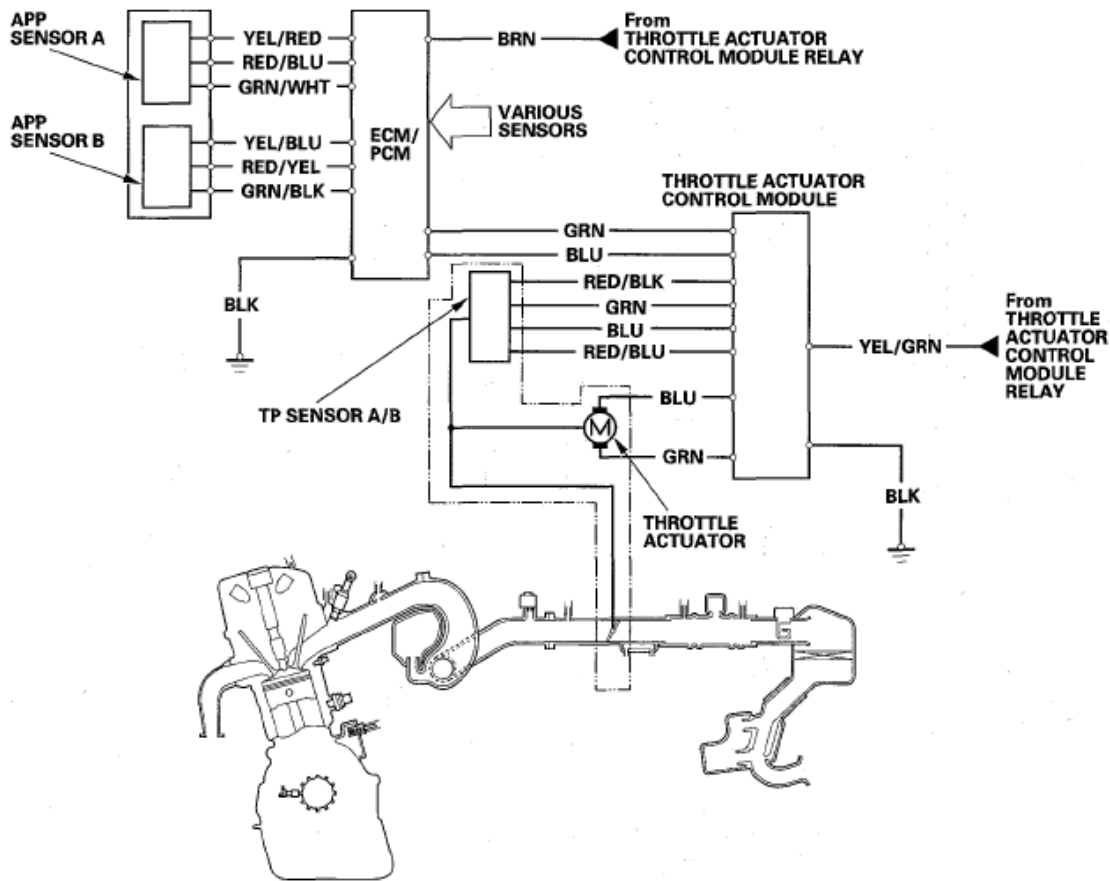 APP
SENSOR A
YEL/RED
RED/BLU
GRN/WHT
APP
SENSOR B
YEL/BLU
RED/YEL
GRN/BLK
ECM/
PCM
BRN
From
THROTTLE ACTUATOR
CONTROL MODULE RELAY
VARIOUS
SENSORS
THROTTLE ACTUATOR
CONTROL MODULE
GRN
BLU
RED/BLK
GRN
BLU
RED/BLU
BLK
TP SENSOR A/B
BLU
M
GRN
THROTTLE
ACTUATOR
YEL/GRN
From
THROTTLE
ACTUATOR
CONTROL
MODULE
RELAY
BLK